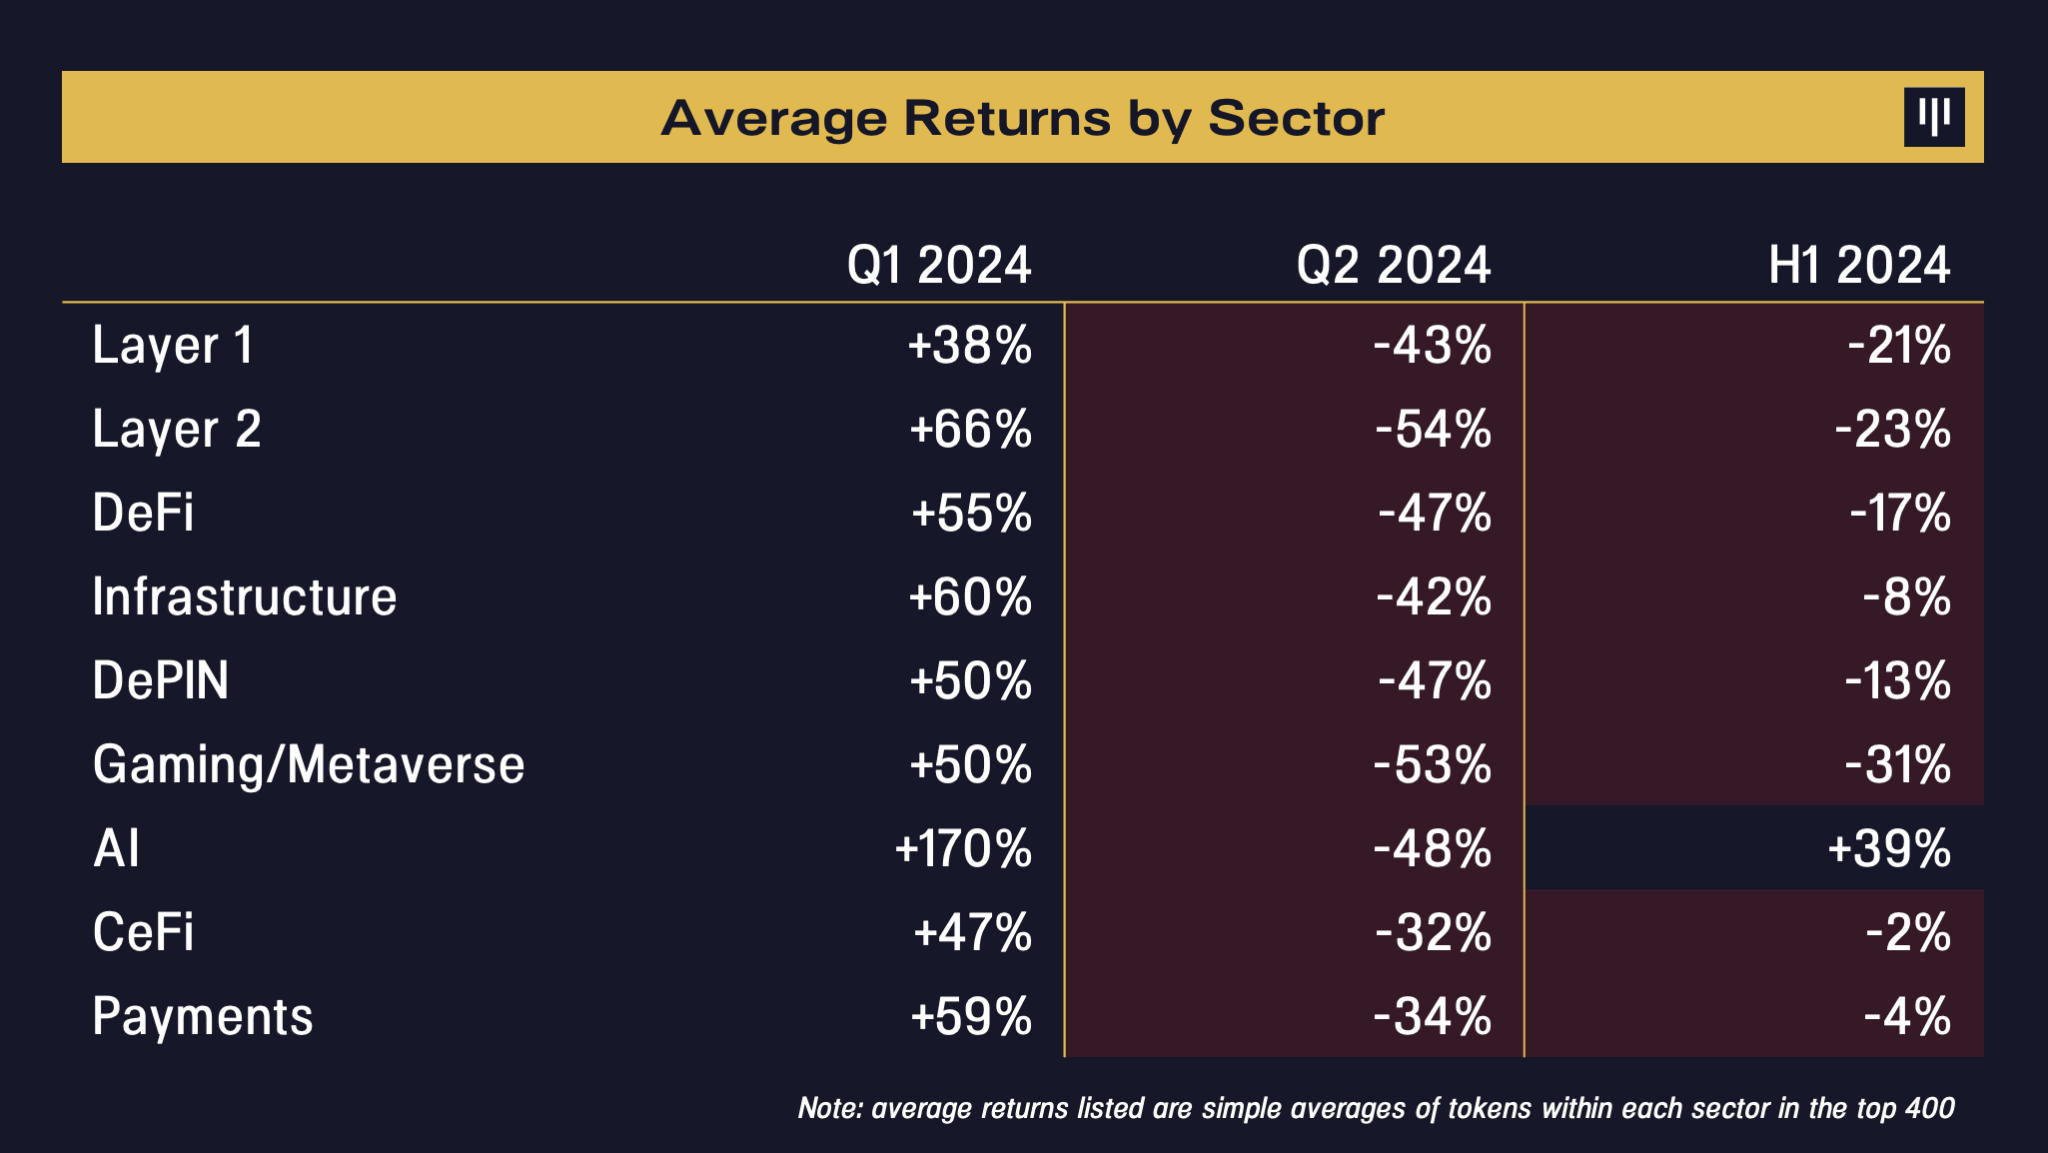 Average Returns by Sector
Q1 2024 Q2 2024 H1 2024
Layer 1 +38% -43% -21%
Layer 2 +66% -54% -23%
DeFi +55% -47% -17%
Infrastructure +60% -42% -8%
DePIN +50% -47% -13%
Gaming/Metaverse +50% -53% -31%
AI +170% -48% +39%
CeFi +47% -32% -2%
Payments +59% -34% -4%
Note: average returns listed are simple averages of tokens within each sector in the top 400